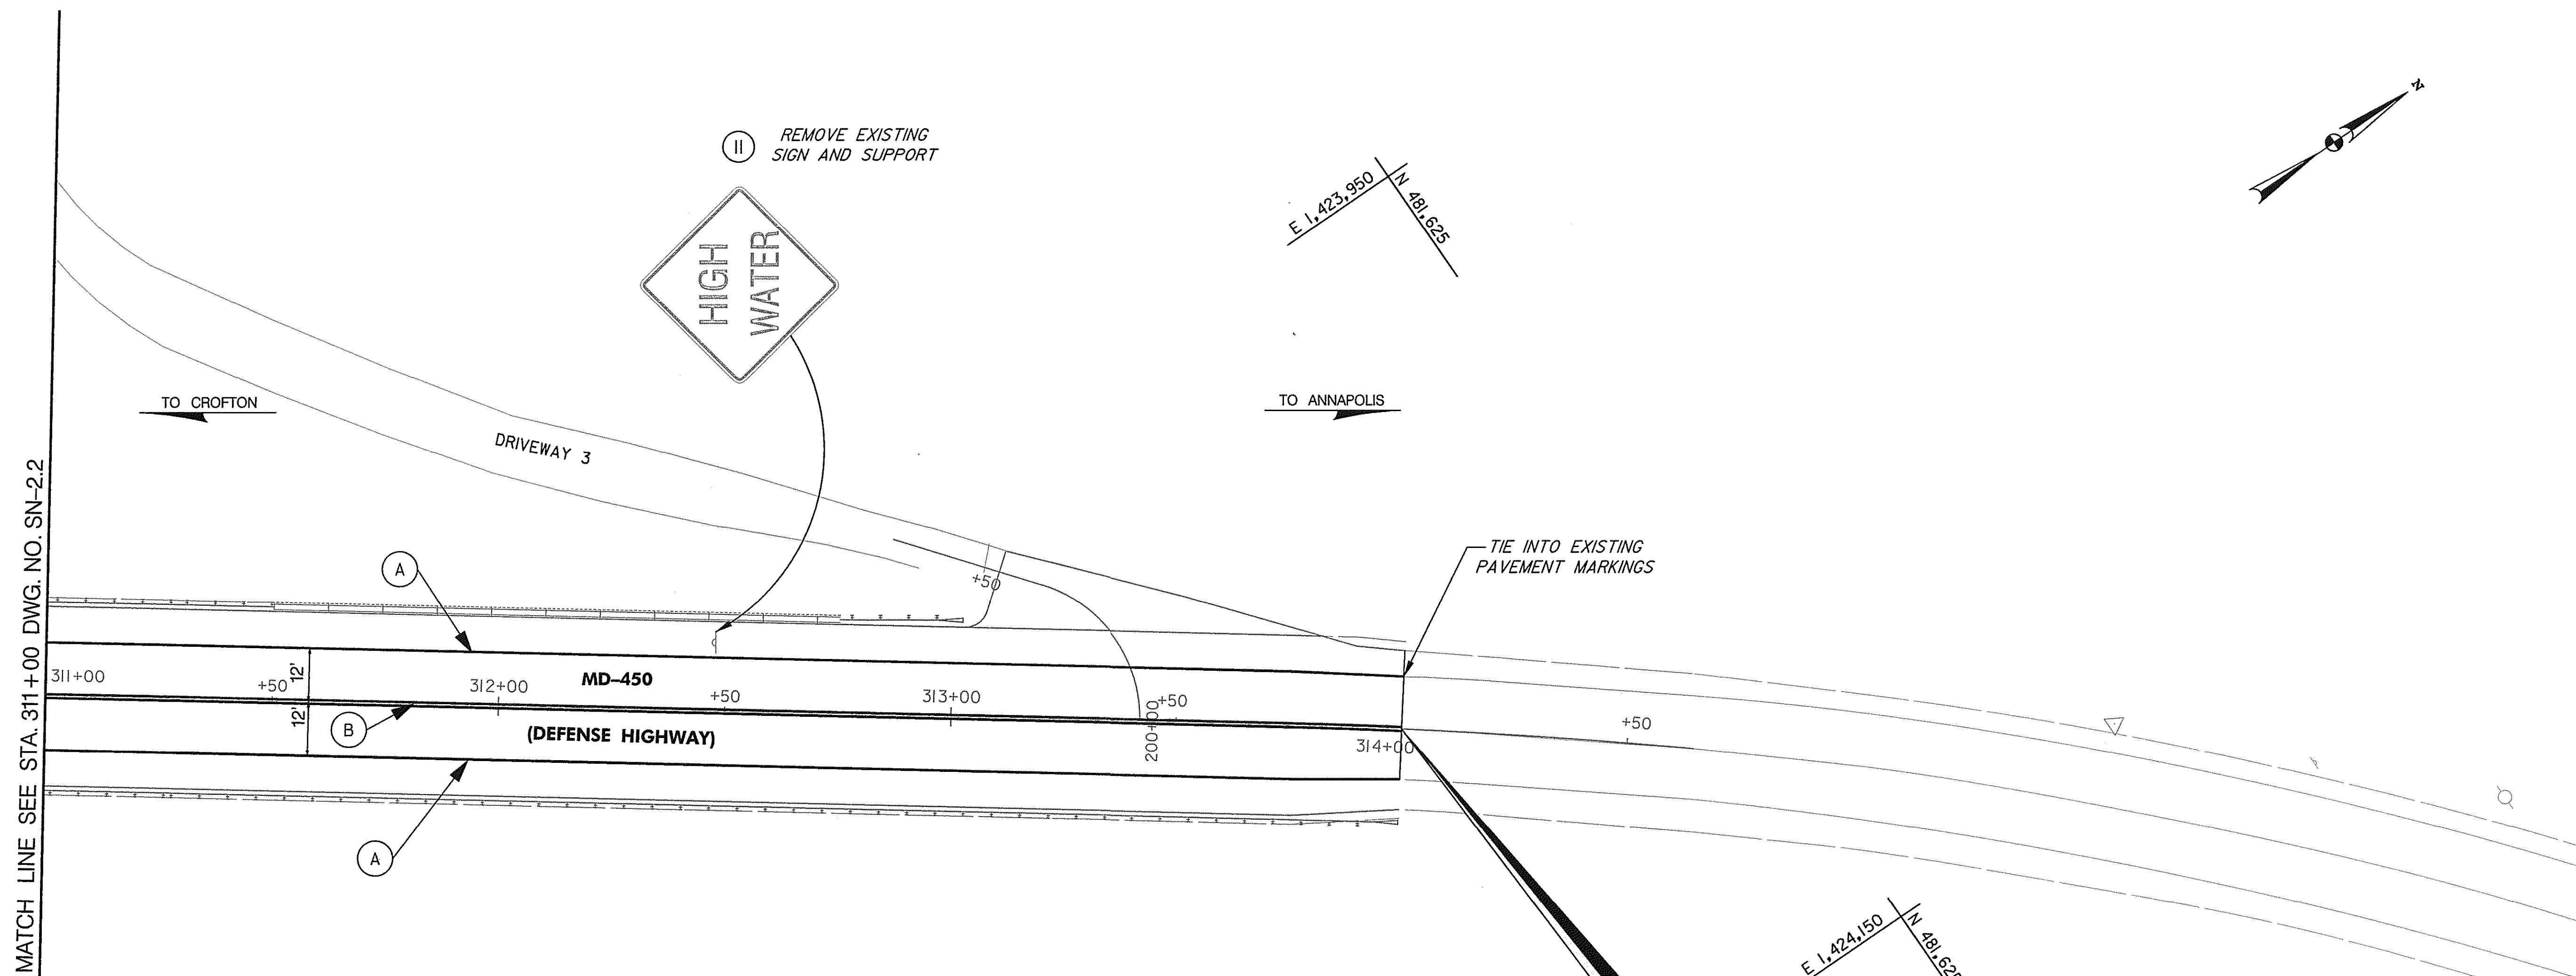 N
II
REMOVE EXISTING
SIGN AND SUPPORT
E 1,423,950
N 481,625
HIGH
WATER
TO CROFTON
TO ANNAPOLIS
DRIVEWAY 3
MATCH LINE SEE STA. 311+00 DWG. NO. SN-2.2
A
TIE INTO EXISTING
PAVEMENT MARKINGS
+50
311+00
+50
12'
312+00
MD-450
+50
313+00
+50
12'
B
(DEFENSE HIGHWAY)
200+00
314+00
+50
A
E 1,424,150
N 481,625